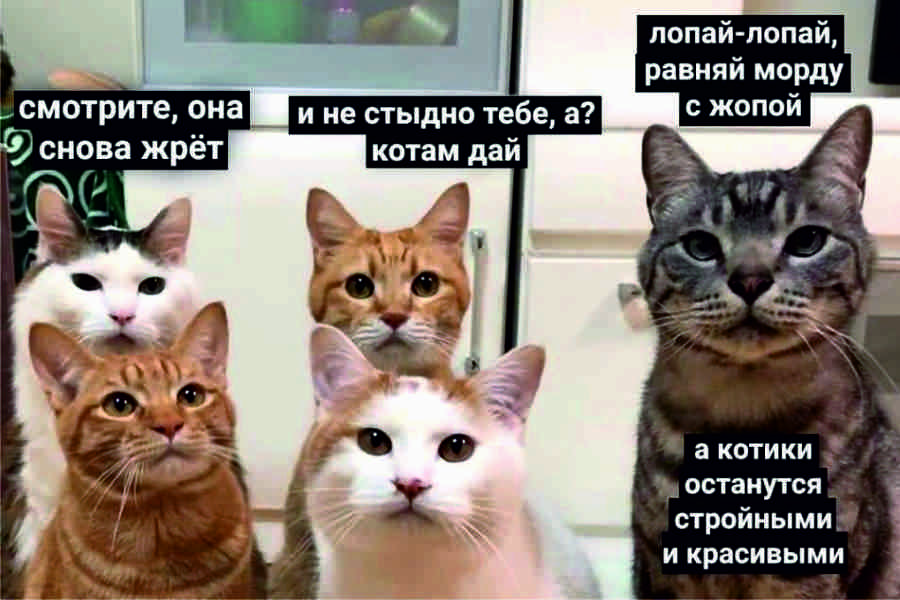 смотрите, она
снова жрёт
и не стыдно тебе, а?
котам дай
лопай-лопай,
равняй морду
с жопой
а котики
останутся
стройными
и красивыми